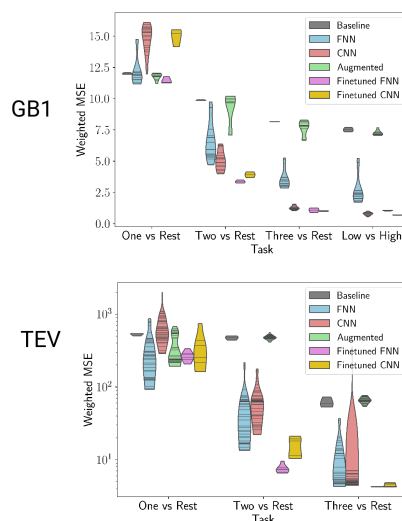 GB1
Weighted MSE
15.0
12.5
10.0
7.5
5.0
2.5
0.0
Baseline
FNN
CNN
Augmented
Finetuned FNN
Finetuned CNN
One vs Rest
Two vs Rest
Three vs Rest
Low vs High
Task
TEV
Weighted MSE
10³
10²
10¹
Baseline
FNN
CNN
Augmented
Finetuned FNN
Finetuned CNN
One vs Rest
Two vs Rest
Three vs Rest
Task